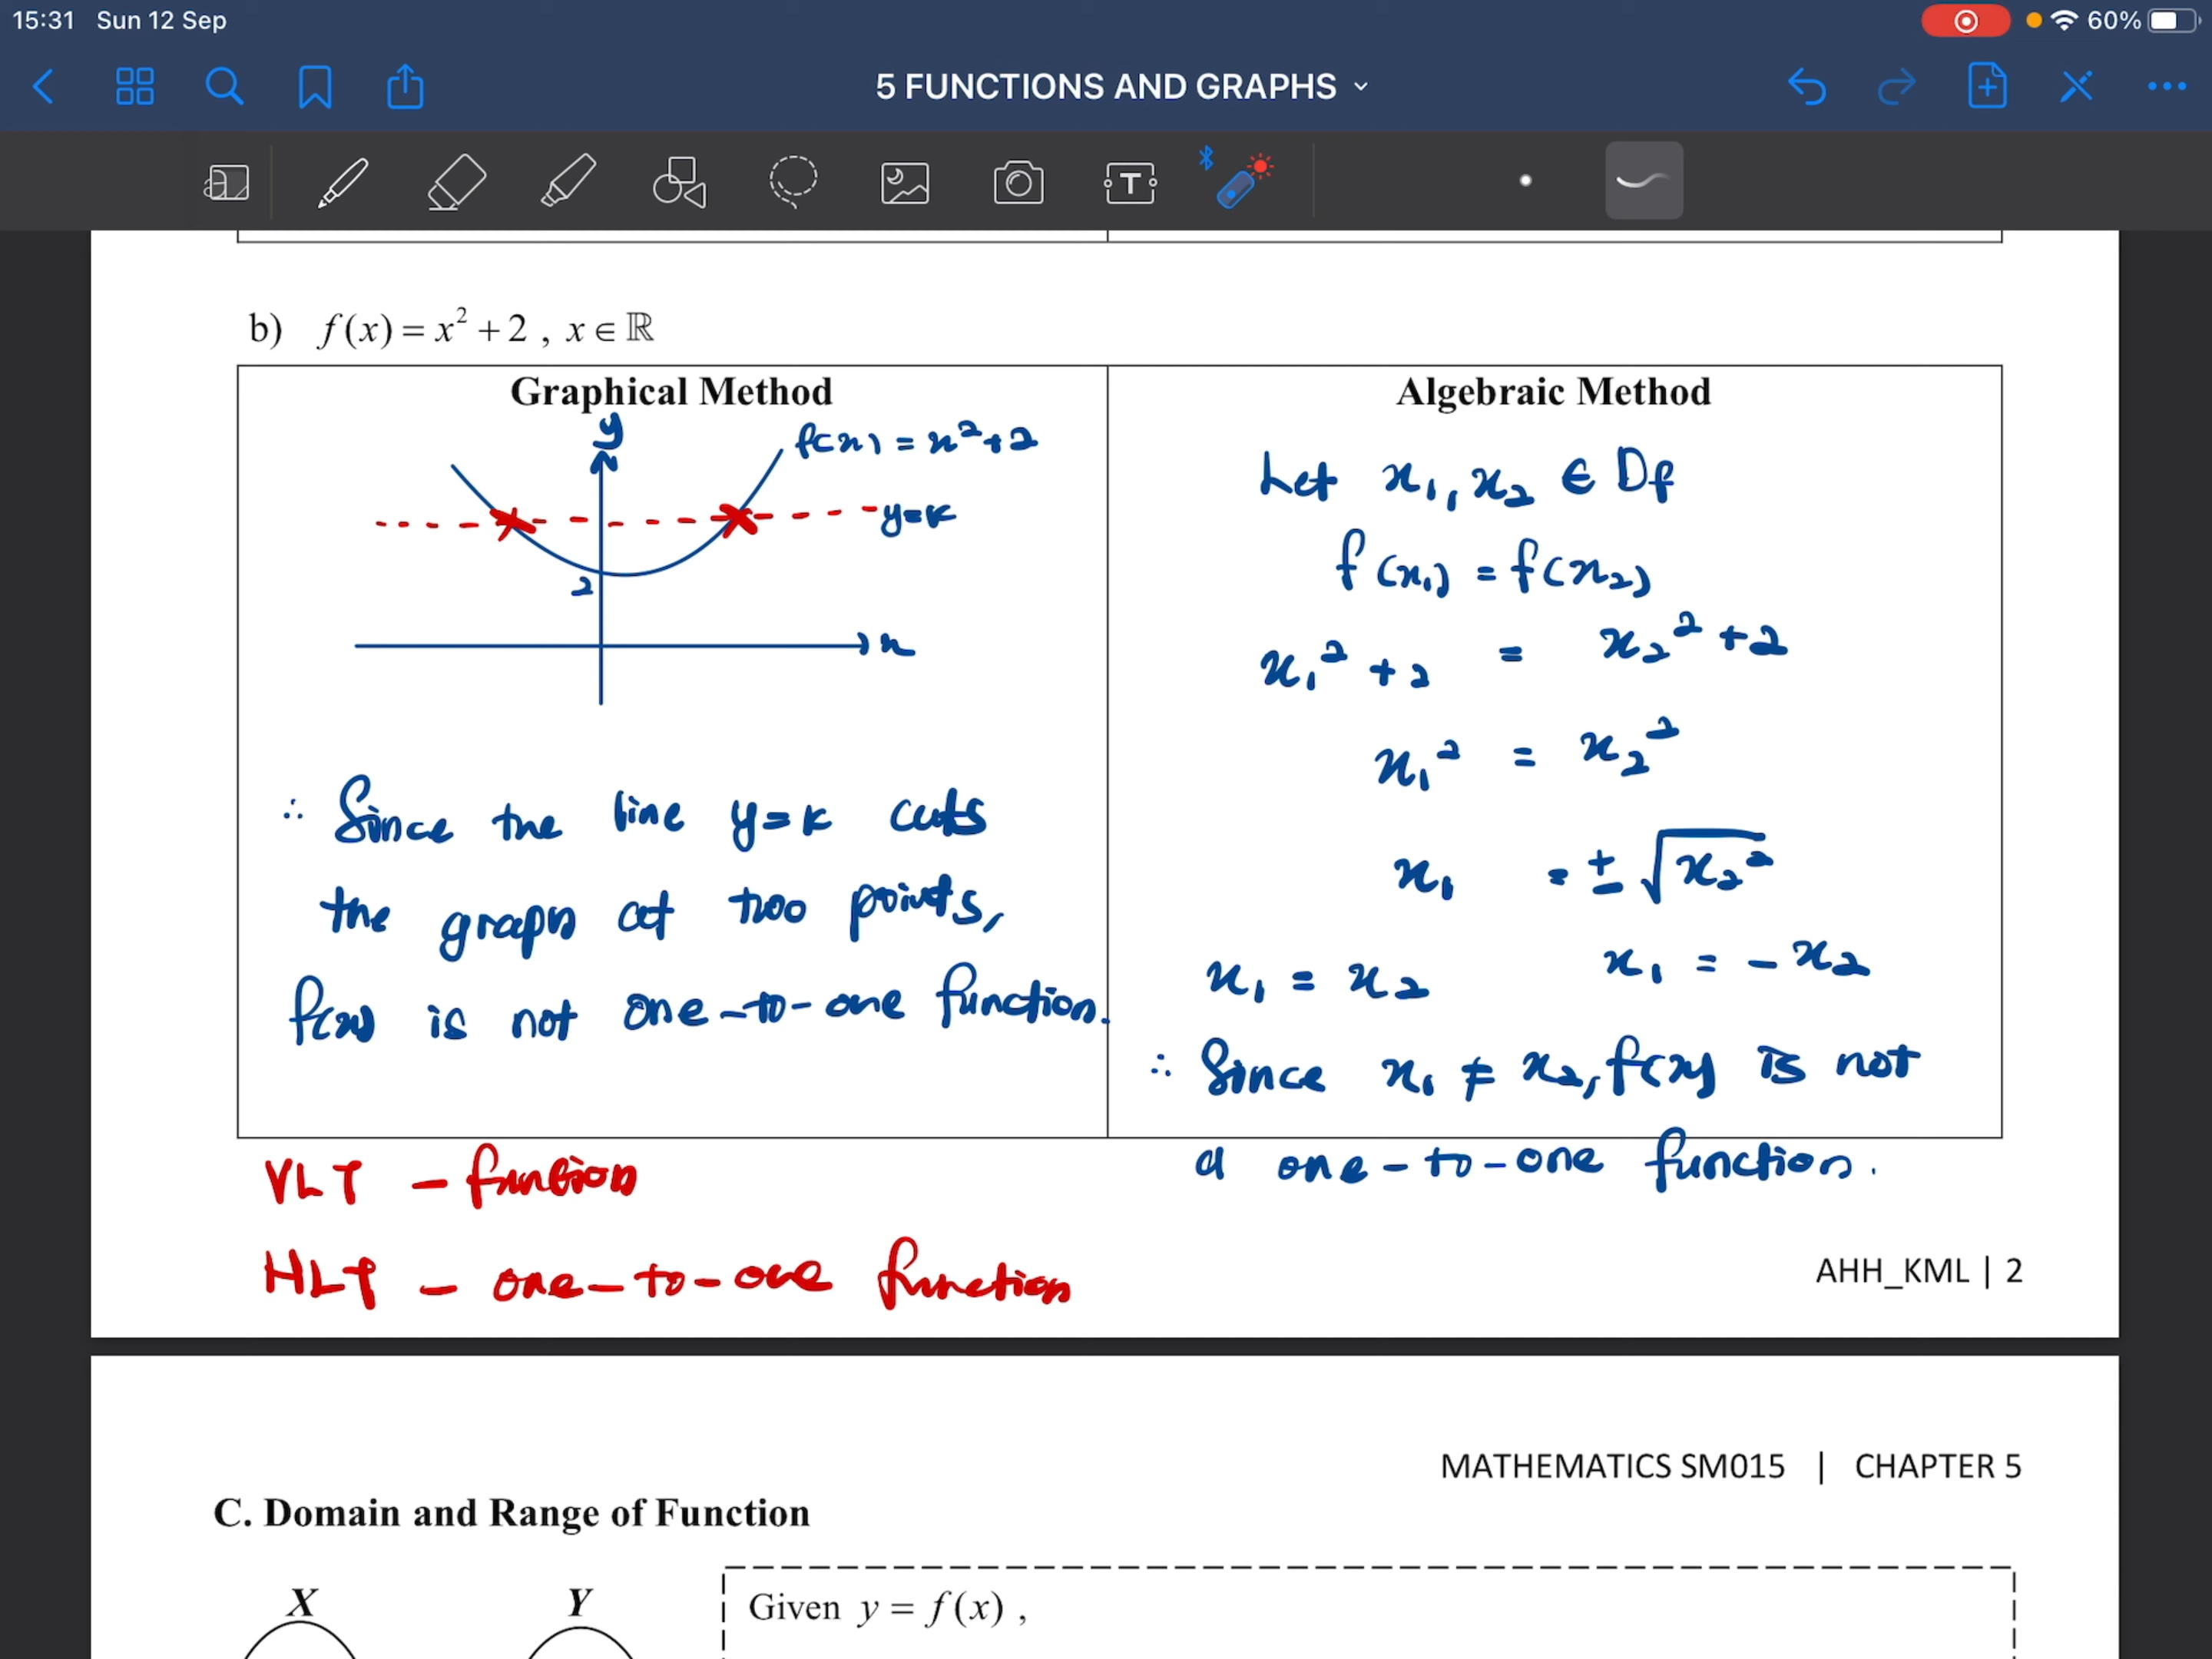 15:31 Sun 12 Sep
60%
5 FUNCTIONS AND GRAPHS
a
T
b) f(x) = x² + 2 , x ∈ ℝ
Graphical Method
y
f(x) = x² + 2
y = k
2
x
∴ Since the line y = k cuts
the graph at two points,
f(x) is not one-to-one function.
Algebraic Method
Let x₁, x₂ ∈ Df
f(x₁) = f(x₂)
x₁² + 2 = x₂² + 2
x₁² = x₂²
x₁ = ± √x₂²
x₁ = x₂ x₁ = - x₂
∴ Since x₁ ≠ x₂, f(x) is not
a one-to-one function.
VLT - function
HLT - one-to-one function
AHH_KML | 2
MATHEMATICS SM015 | CHAPTER 5
C. Domain and Range of Function
X Y
Given y = f(x) ,